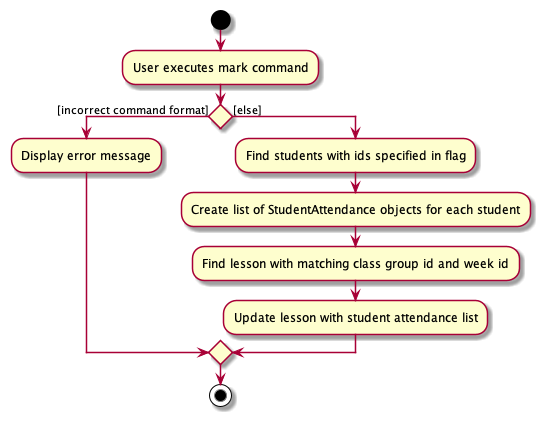 User executes mark command
[incorrect command format]
[else]
Display error message
Find students with ids specified in flag
Create list of StudentAttendance objects for each student
Find lesson with matching class group id and week id
Update lesson with student attendance list